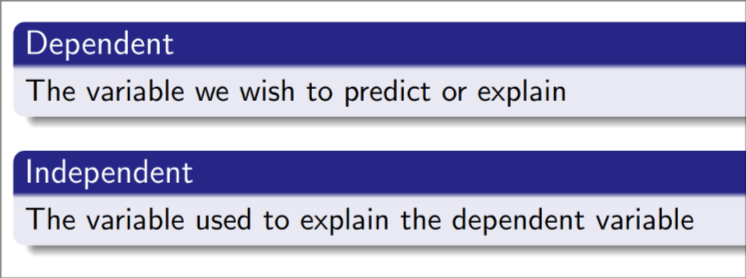 Dependent
The variable we wish to predict or explain
Independent
The variable used to explain the dependent variable